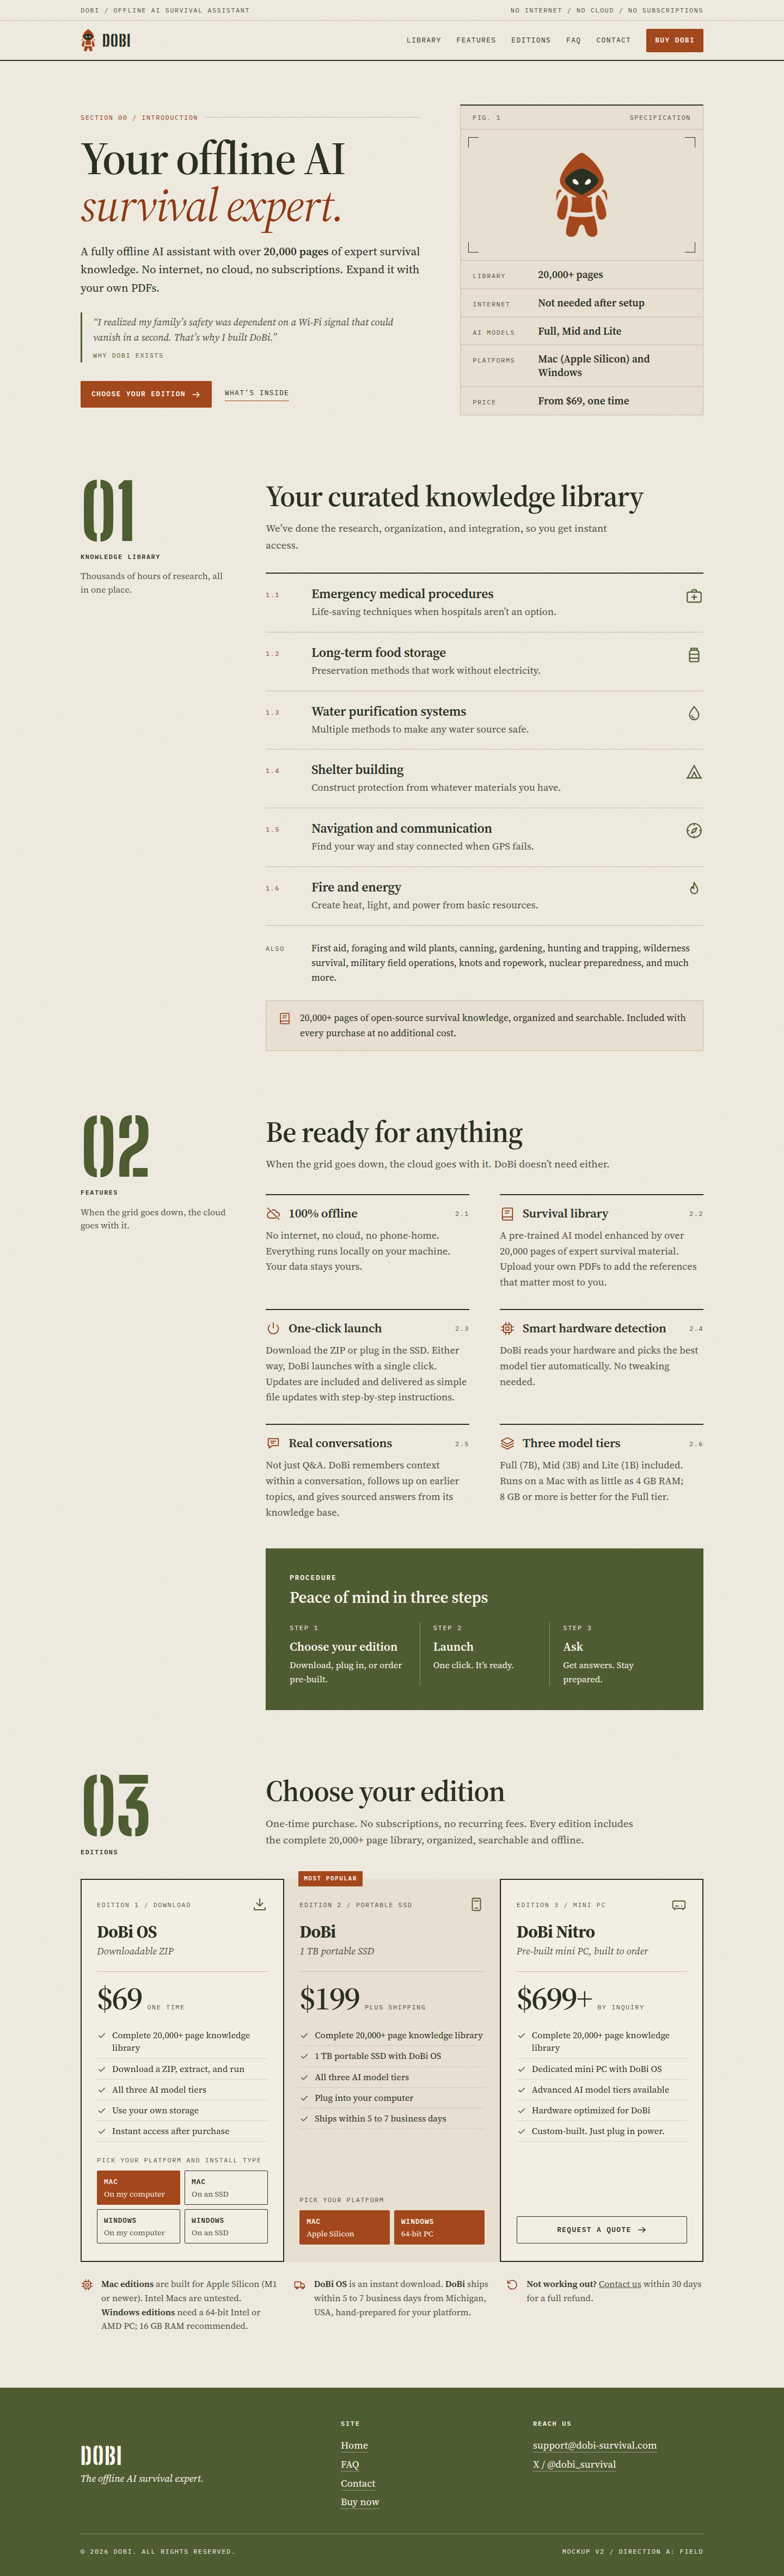 DOBI / OFFLINE AI SURVIVAL ASSISTANT
NO INTERNET / NO CLOUD / NO SUBSCRIPTIONS
DOBI
LIBRARY
FEATURES
EDITIONS
FAQ
CONTACT
BUY DOBI
SECTION 00 / INTRODUCTION
Your offline AI
survival expert.
A fully offline AI assistant with over 20,000 pages of expert survival
knowledge. No internet, no cloud, no subscriptions. Expand it with
your own PDFs.
“I realized my family’s safety was dependent on a Wi-Fi signal that could
vanish in a second. That’s why I built DoBi.”
WHY DOBI EXISTS
CHOOSE YOUR EDITION →
WHAT’S INSIDE
FIG. 1
SPECIFICATION
LIBRARY
20,000+ pages
INTERNET
Not needed after setup
AI MODELS
Full, Mid and Lite
PLATFORMS
Mac (Apple Silicon) and
Windows
PRICE
From $69, one time
01
KNOWLEDGE LIBRARY
Thousands of hours of research, all
in one place.
Your curated knowledge library
We’ve done the research, organization, and integration, so you get instant
access.
1.1
Emergency medical procedures
Life-saving techniques when hospitals aren’t an option.
1.2
Long-term food storage
Preservation methods that work without electricity.
1.3
Water purification systems
Multiple methods to make any water source safe.
1.4
Shelter building
Construct protection from whatever materials you have.
1.5
Navigation and communication
Find your way and stay connected when GPS fails.
1.6
Fire and energy
Create heat, light, and power from basic resources.
ALSO
First aid, foraging and wild plants, canning, gardening, hunting and trapping, wilderness
survival, military field operations, knots and ropework, nuclear preparedness, and much
more.
20,000+ pages of open-source survival knowledge, organized and searchable. Included with
every purchase at no additional cost.
02
FEATURES
When the grid goes down, the cloud
goes with it.
Be ready for anything
When the grid goes down, the cloud goes with it. DoBi doesn’t need either.
100% offline
2.1
No internet, no cloud, no phone-home.
Everything runs locally on your machine.
Your data stays yours.
Survival library
2.2
A pre-trained AI model enhanced by over
20,000 pages of expert survival material.
Upload your own PDFs to add the references
that matter most to you.
One-click launch
2.3
Download the ZIP or plug in the SSD. Either
way, DoBi launches with a single click.
Updates are included and delivered as simple
file updates with step-by-step instructions.
Smart hardware detection
2.4
DoBi reads your hardware and picks the best
model tier automatically. No tweaking
needed.
Real conversations
2.5
Not just Q&A. DoBi remembers context
within a conversation, follows up on earlier
topics, and gives sourced answers from its
knowledge base.
Three model tiers
2.6
Full (7B), Mid (3B) and Lite (1B) included.
Runs on a Mac with as little as 4 GB RAM;
8 GB or more is better for the Full tier.
PROCEDURE
Peace of mind in three steps
STEP 1
Choose your edition
Download, plug in, or order
pre-built.
STEP 2
Launch
One click. It’s ready.
STEP 3
Ask
Get answers. Stay
prepared.
03
EDITIONS
Choose your edition
One-time purchase. No subscriptions, no recurring fees. Every edition includes
the complete 20,000+ page library, organized, searchable and offline.
EDITION 1 / DOWNLOAD
DoBi OS
Downloadable ZIP
$69 ONE TIME
Complete 20,000+ page knowledge
library
Download a ZIP, extract, and run
All three AI model tiers
Use your own storage
Instant access after purchase
PICK YOUR PLATFORM AND INSTALL TYPE
MAC
On my computer
MAC
On an SSD
WINDOWS
On my computer
WINDOWS
On an SSD
MOST POPULAR
EDITION 2 / PORTABLE SSD
DoBi
1 TB portable SSD
$199 PLUS SHIPPING
Complete 20,000+ page knowledge library
1 TB portable SSD with DoBi OS
All three AI model tiers
Plug into your computer
Ships within 5 to 7 business days
PICK YOUR PLATFORM
MAC
Apple Silicon
WINDOWS
64-bit PC
EDITION 3 / MINI PC
DoBi Nitro
Pre-built mini PC, built to order
$699+ BY INQUIRY
Complete 20,000+ page knowledge
library
Dedicated mini PC with DoBi OS
Advanced AI model tiers available
Hardware optimized for DoBi
Custom-built. Just plug in power.
REQUEST A QUOTE →
Mac editions are built for Apple Silicon (M1
or newer). Intel Macs are untested.
Windows editions need a 64-bit Intel or
AMD PC; 16 GB RAM recommended.
DoBi OS is an instant download. DoBi ships
within 5 to 7 business days from Michigan,
USA, hand-prepared for your platform.
Not working out? Contact us within 30 days
for a full refund.
DOBI
The offline AI survival expert.
SITE
Home
FAQ
Contact
Buy now
REACH US
support@dobi-survival.com
X / @dobi_survival
© 2026 DOBI. ALL RIGHTS RESERVED.
MOCKUP V2 / DIRECTION A: FIELD